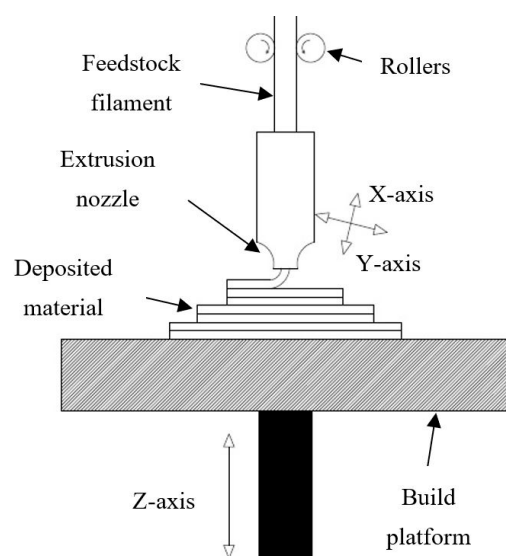 Feedstock
filament
Rollers
Extrusion
nozzle
X-axis
Y-axis
Deposited
material
Z-axis
Build
platform